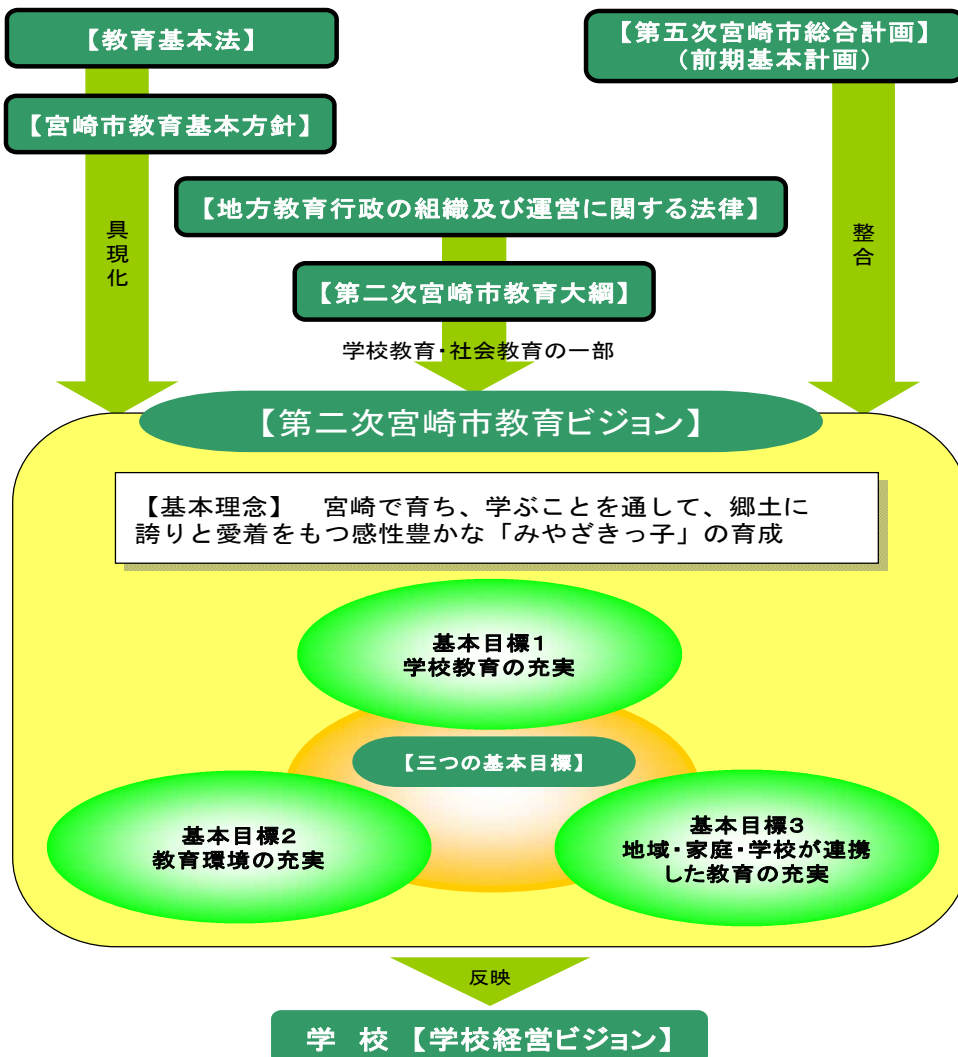 【教育基本法】
【第五次宮崎市総合計画】
（前期基本計画）
【宮崎市教育基本方針】
【地方教育行政の組織及び運営に関する法律】
具現化
整合
【第二次宮崎市教育大綱】
学校教育・社会教育の一部
【第二次宮崎市教育ビジョン】
【基本理念】　宮崎で育ち、学ぶことを通して、郷土に
誇りと愛着をもつ感性豊かな「みやざきっ子」の育成
基本目標１
学校教育の充実
【三つの基本目標】
基本目標２
教育環境の充実
基本目標３
地域・家庭・学校が連携
した教育の充実
反映
学　校　【学校経営ビジョン】